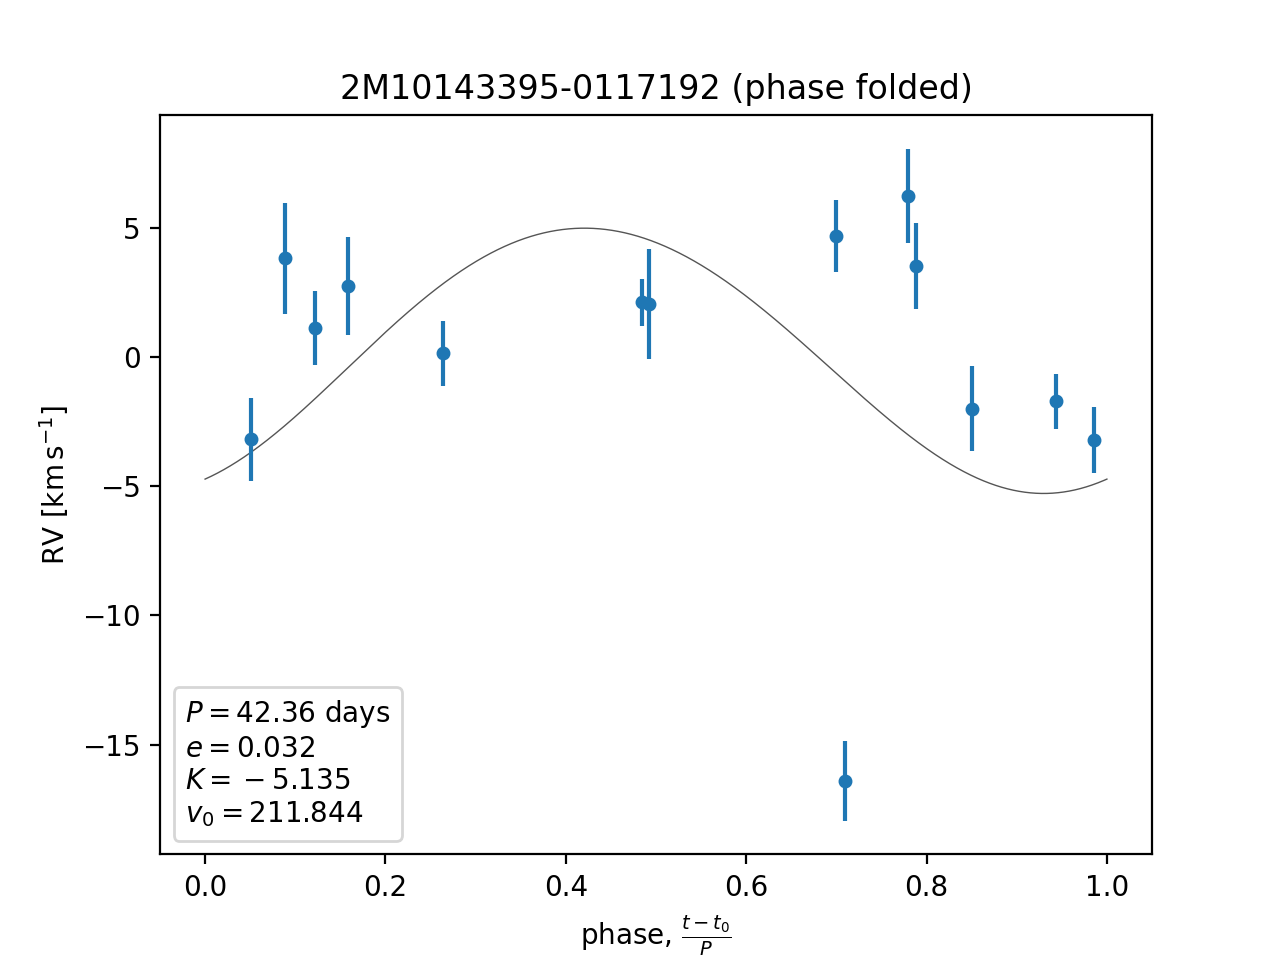 2M10143395-0117192 (phase folded)
RV [km s⁻¹]
5
0
−5
−10
−15
P = 42.36 days
e = 0.032
K = −5.135
v₀ = 211.844
0.0 0.2 0.4 0.6 0.8 1.0
phase, (t − t₀)/P